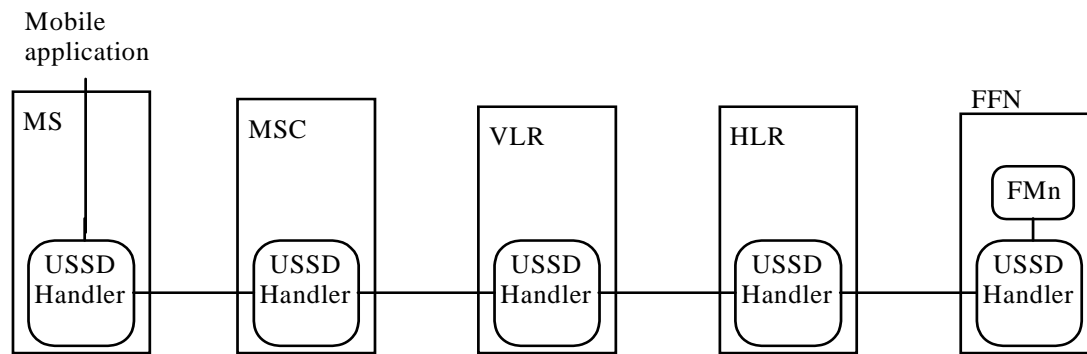 Mobile
application
MS
MSC
VLR
HLR
FFN
FMn
USSD
Handler
USSD
Handler
USSD
Handler
USSD
Handler
USSD
Handler